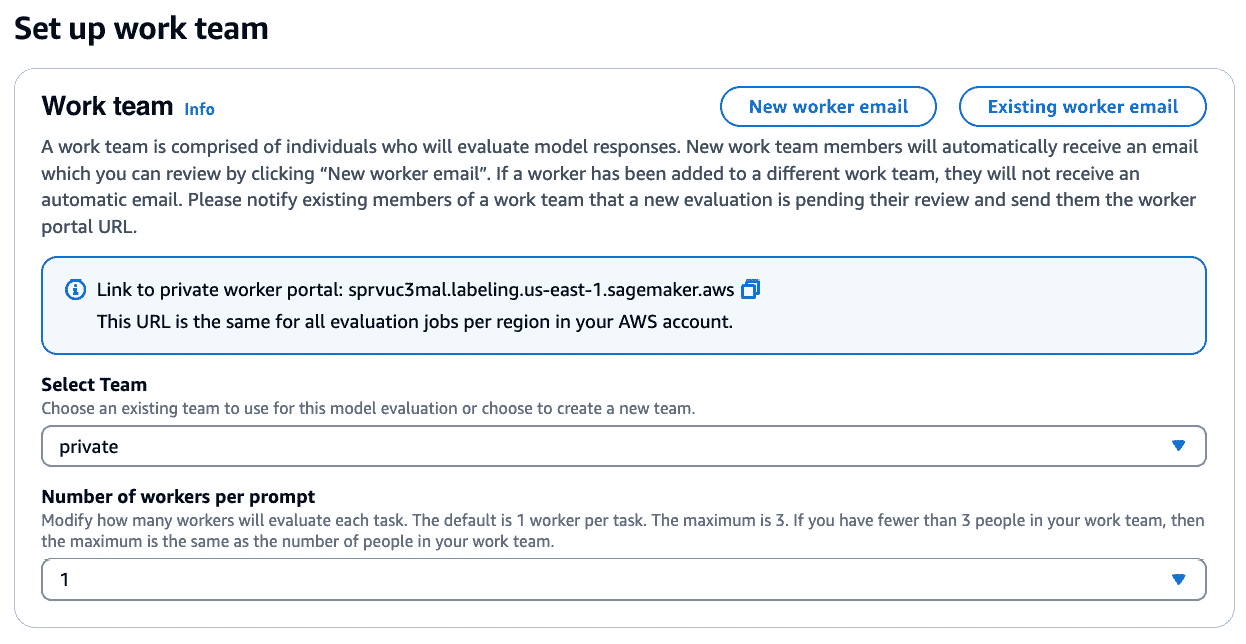 Set up work team
Work team Info
New worker email
Existing worker email
A work team is comprised of individuals who will evaluate model responses. New work team members will automatically receive an email
which you can review by clicking “New worker email”. If a worker has been added to a different work team, they will not receive an
automatic email. Please notify existing members of a work team that a new evaluation is pending their review and send them the worker
portal URL.
Link to private worker portal: sprvuc3mal.labeling.us-east-1.sagemaker.aws
This URL is the same for all evaluation jobs per region in your AWS account.
Select Team
Choose an existing team to use for this model evaluation or choose to create a new team.
private
Number of workers per prompt
Modify how many workers will evaluate each task. The default is 1 worker per task. The maximum is 3. If you have fewer than 3 people in your work team, then
the maximum is the same as the number of people in your work team.
1